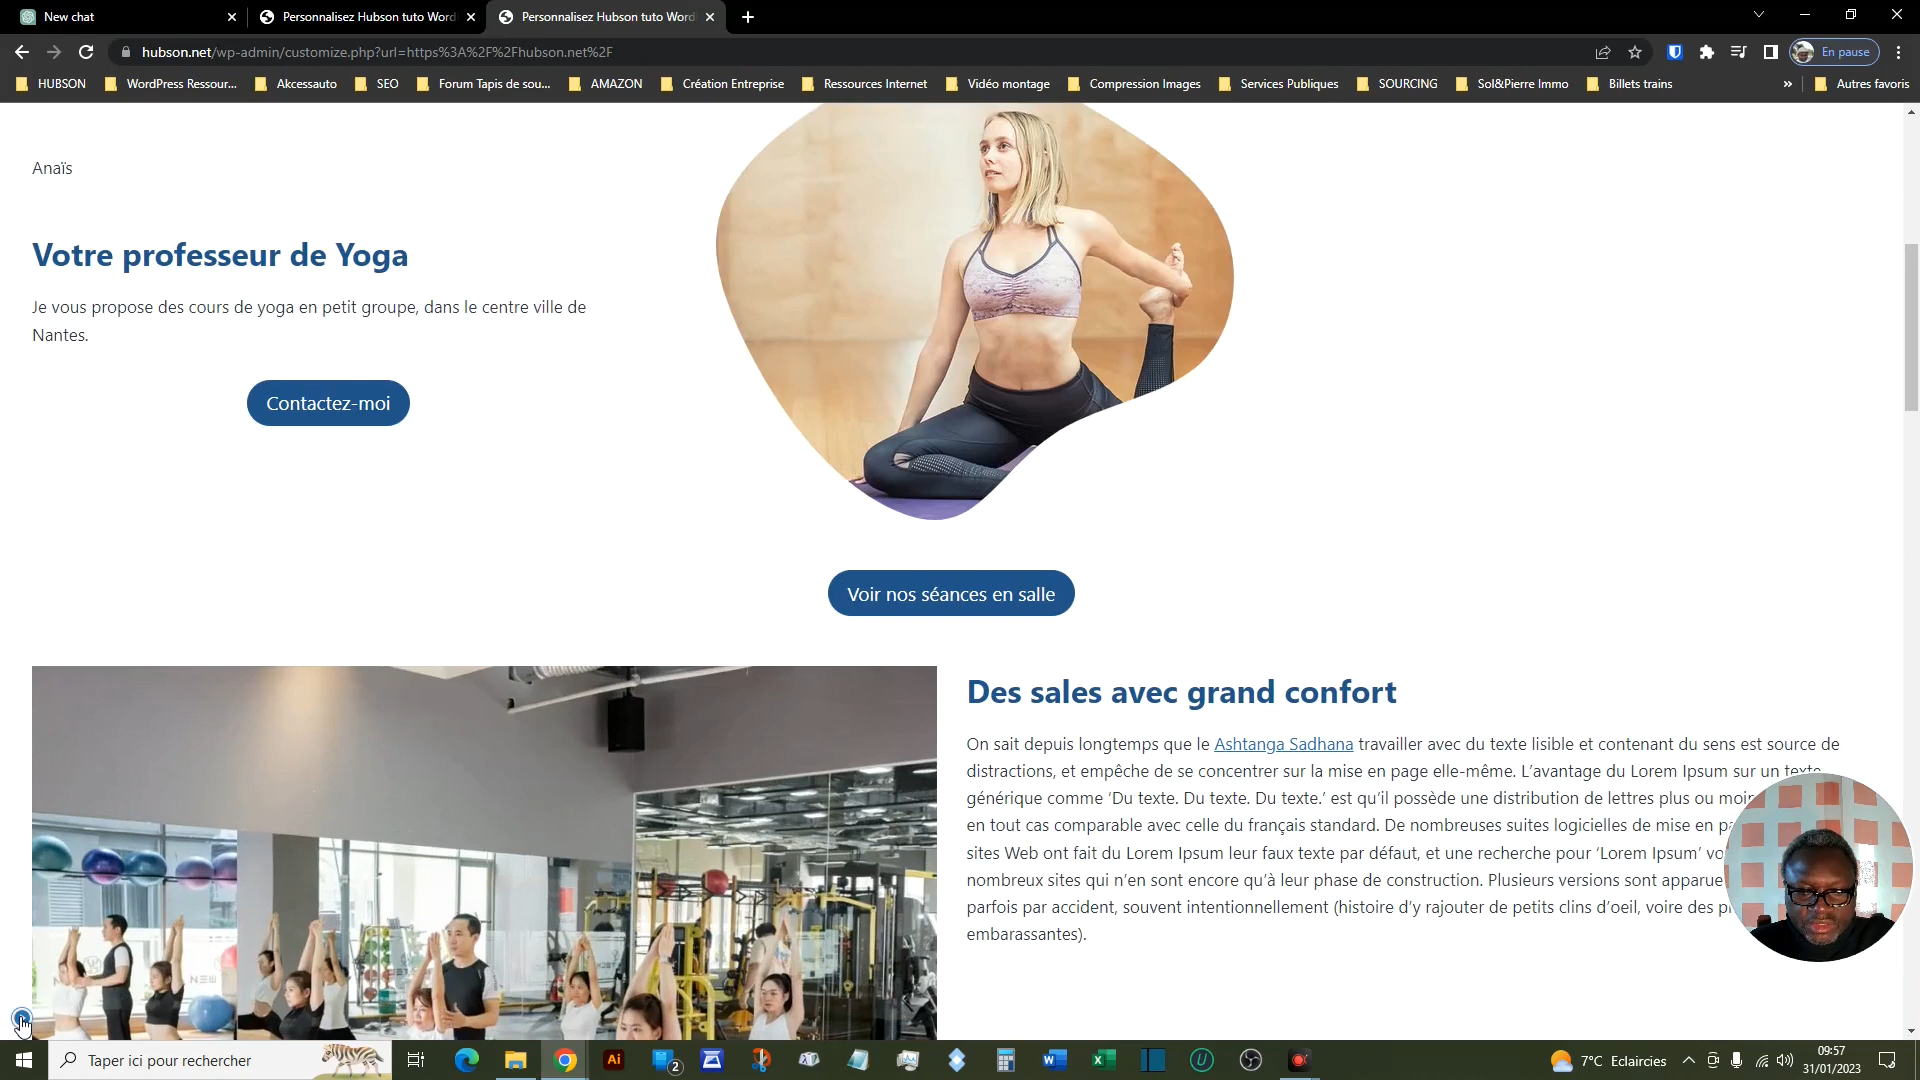 New chat
Personnalisez Hubson tuto Word
Personnalisez Hubson tuto Word
hubson.net/wp-admin/customize.php?url=https%3A%2F%2Fhubson.net%2F
En pause
HUBSON
WordPress Ressour...
Akcessauto
SEO
Forum Tapis de sou...
AMAZON
Création Entreprise
Ressources Internet
Vidéo montage
Compression Images
Services Publiques
SOURCING
Sol&Pierre Immo
Billets trains
»
Autres favoris
Anaïs
Votre professeur de Yoga
Je vous propose des cours de yoga en petit groupe, dans le centre ville de
Nantes.
Contactez-moi
Voir nos séances en salle
Des sales avec grand confort
On sait depuis longtemps que le Ashtanga Sadhana travailler avec du texte lisible et contenant du sens est source de
distractions, et empêche de se concentrer sur la mise en page elle-même. L’avantage du Lorem Ipsum sur un texte
générique comme ‘Du texte. Du texte. Du texte.’ est qu’il possède une distribution de lettres plus ou moin
en tout cas comparable avec celle du français standard. De nombreuses suites logicielles de mise en pa
sites Web ont fait du Lorem Ipsum leur faux texte par défaut, et une recherche pour ‘Lorem Ipsum’ vo
nombreux sites qui n’en sont encore qu’à leur phase de construction. Plusieurs versions sont apparue
parfois par accident, souvent intentionnellement (histoire d’y rajouter de petits clins d’oeil, voire des p
embarassantes).
Taper ici pour rechercher
Ai
2
7°C Eclaircies
09:57
31/01/2023